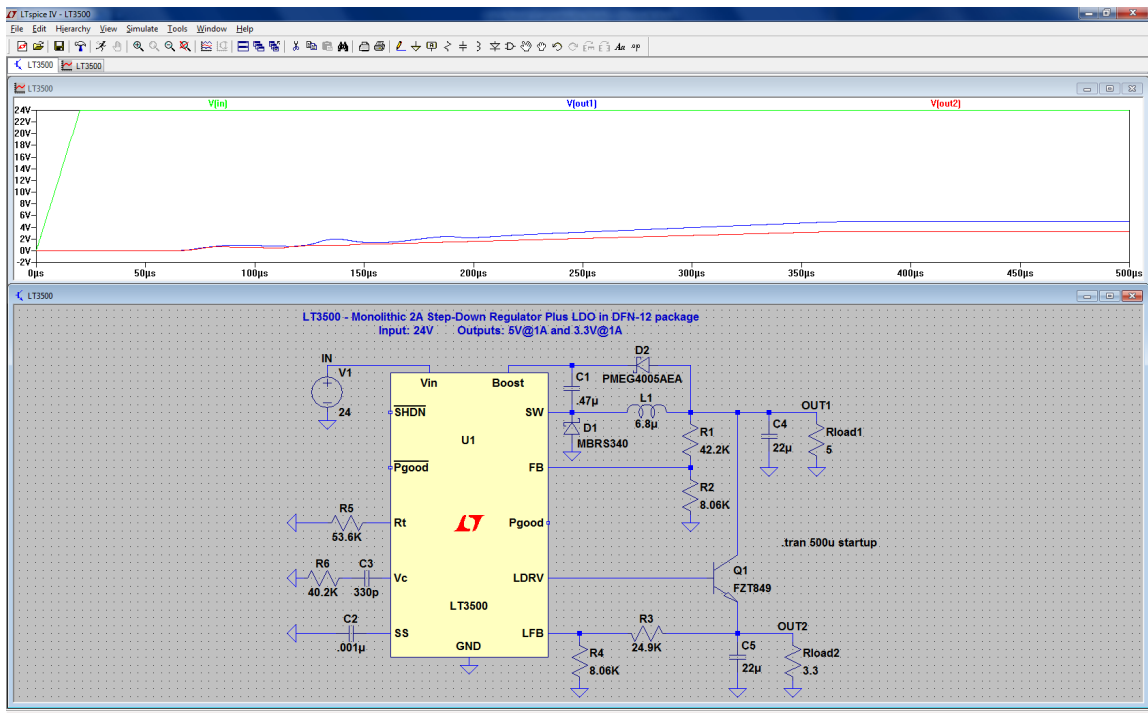 LTspice IV - LT3500
File Edit Hierarchy View Simulate Tools Window Help
LT3500 LT3500
LT3500
V(in) V(out1) V(out2)
24V
22V
20V
18V
16V
14V
12V
10V
8V
6V
4V
2V
0V
-2V
0µs 50µs 100µs 150µs 200µs 250µs 300µs 350µs 400µs 450µs 500µs
LT3500
LT3500 - Monolithic 2A Step-Down Regulator Plus LDO in DFN-12 package
Input: 24V Outputs: 5V@1A and 3.3V@1A
IN
V1
24
Vin
Boost
SHDN
SW
U1
Pgood
FB
Rt
Pgood
Vc
LDRV
LT3500
SS
LFB
GND
D2
PMEG4005AEA
C1
.47µ
L1
6.8µ
D1
MBRS340
R1
42.2K
R2
8.06K
OUT1
C4
22µ
Rload1
5
R5
53.6K
R6
40.2K
C3
330p
C2
.001µ
.tran 500u startup
Q1
FZT849
R3
24.9K
R4
8.06K
OUT2
C5
22µ
Rload2
3.3